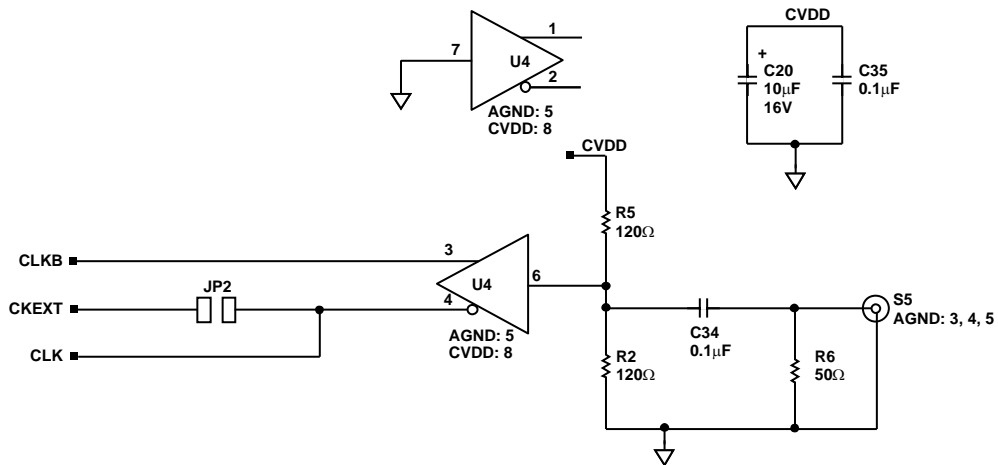 1
7
U4
2
AGND: 5
CVDD: 8
CVDD
+
C20
10µF
16V
C35
0.1µF
CVDD
R5
120Ω
CLKB
3
6
JP2
U4
CKEXT
4
S5
AGND: 3, 4, 5
AGND: 5
CVDD: 8
C34
0.1µF
CLK
R2
120Ω
R6
50Ω